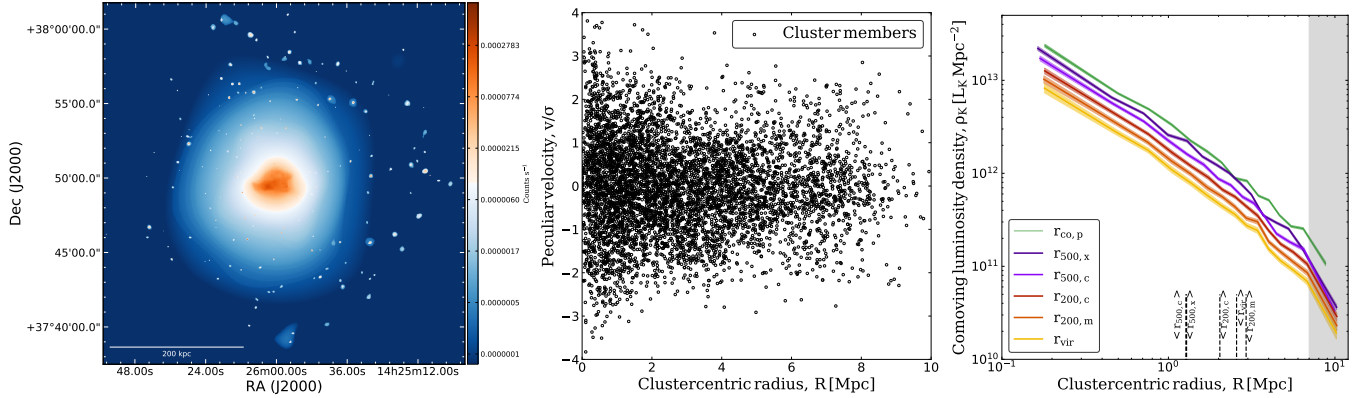 +38°00'00.0"
55'00.0"
50'00.0"
45'00.0"
+37°40'00.0"
Dec (J2000)
200 kpc
48.00s 24.00s 26m00.00s 36.00s 14h25m12.00s
RA (J2000)
0.0002783
0.0000774
0.0000215
0.0000060
0.0000017
0.0000005
0.0000001
Counts s⁻¹
Cluster members
4
3
2
1
0
−1
−2
−3
−4
Peculiar velocity, v/σ
0 2 4 6 8 10
Clustercentric radius, R [Mpc]
10¹³
10¹²
10¹¹
10¹⁰
Comoving luminosity density, ρ_K [L_K Mpc⁻²]
r_co,p
r_500,x
r_500,c
r_200,c
r_200,m
r_vir
<r_500,c>
<r_500,x>
<r_200,c>
<r_vir>
<r_200,m>
10⁻¹ 10⁰ 10¹
Clustercentric radius, R [Mpc]